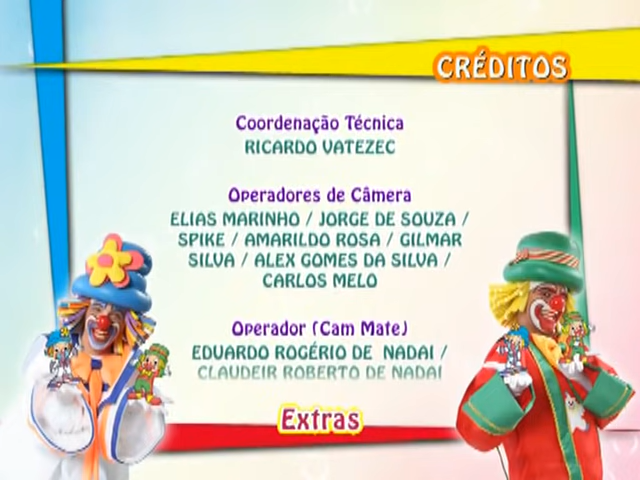 CRÉDITOS
Coordenação Técnica
RICARDO VATEZEC
Operadores de Câmera
ELIAS MARINHO / JORGE DE SOUZA /
SPIKE / AMARILDO ROSA / GILMAR
SILVA / ALEX GOMES DA SILVA /
CARLOS MELO
Operador (Cam Mate)
EDUARDO ROGÉRIO DE NADAI /
CLAUDEIR ROBERTO DE NADAI
Extras